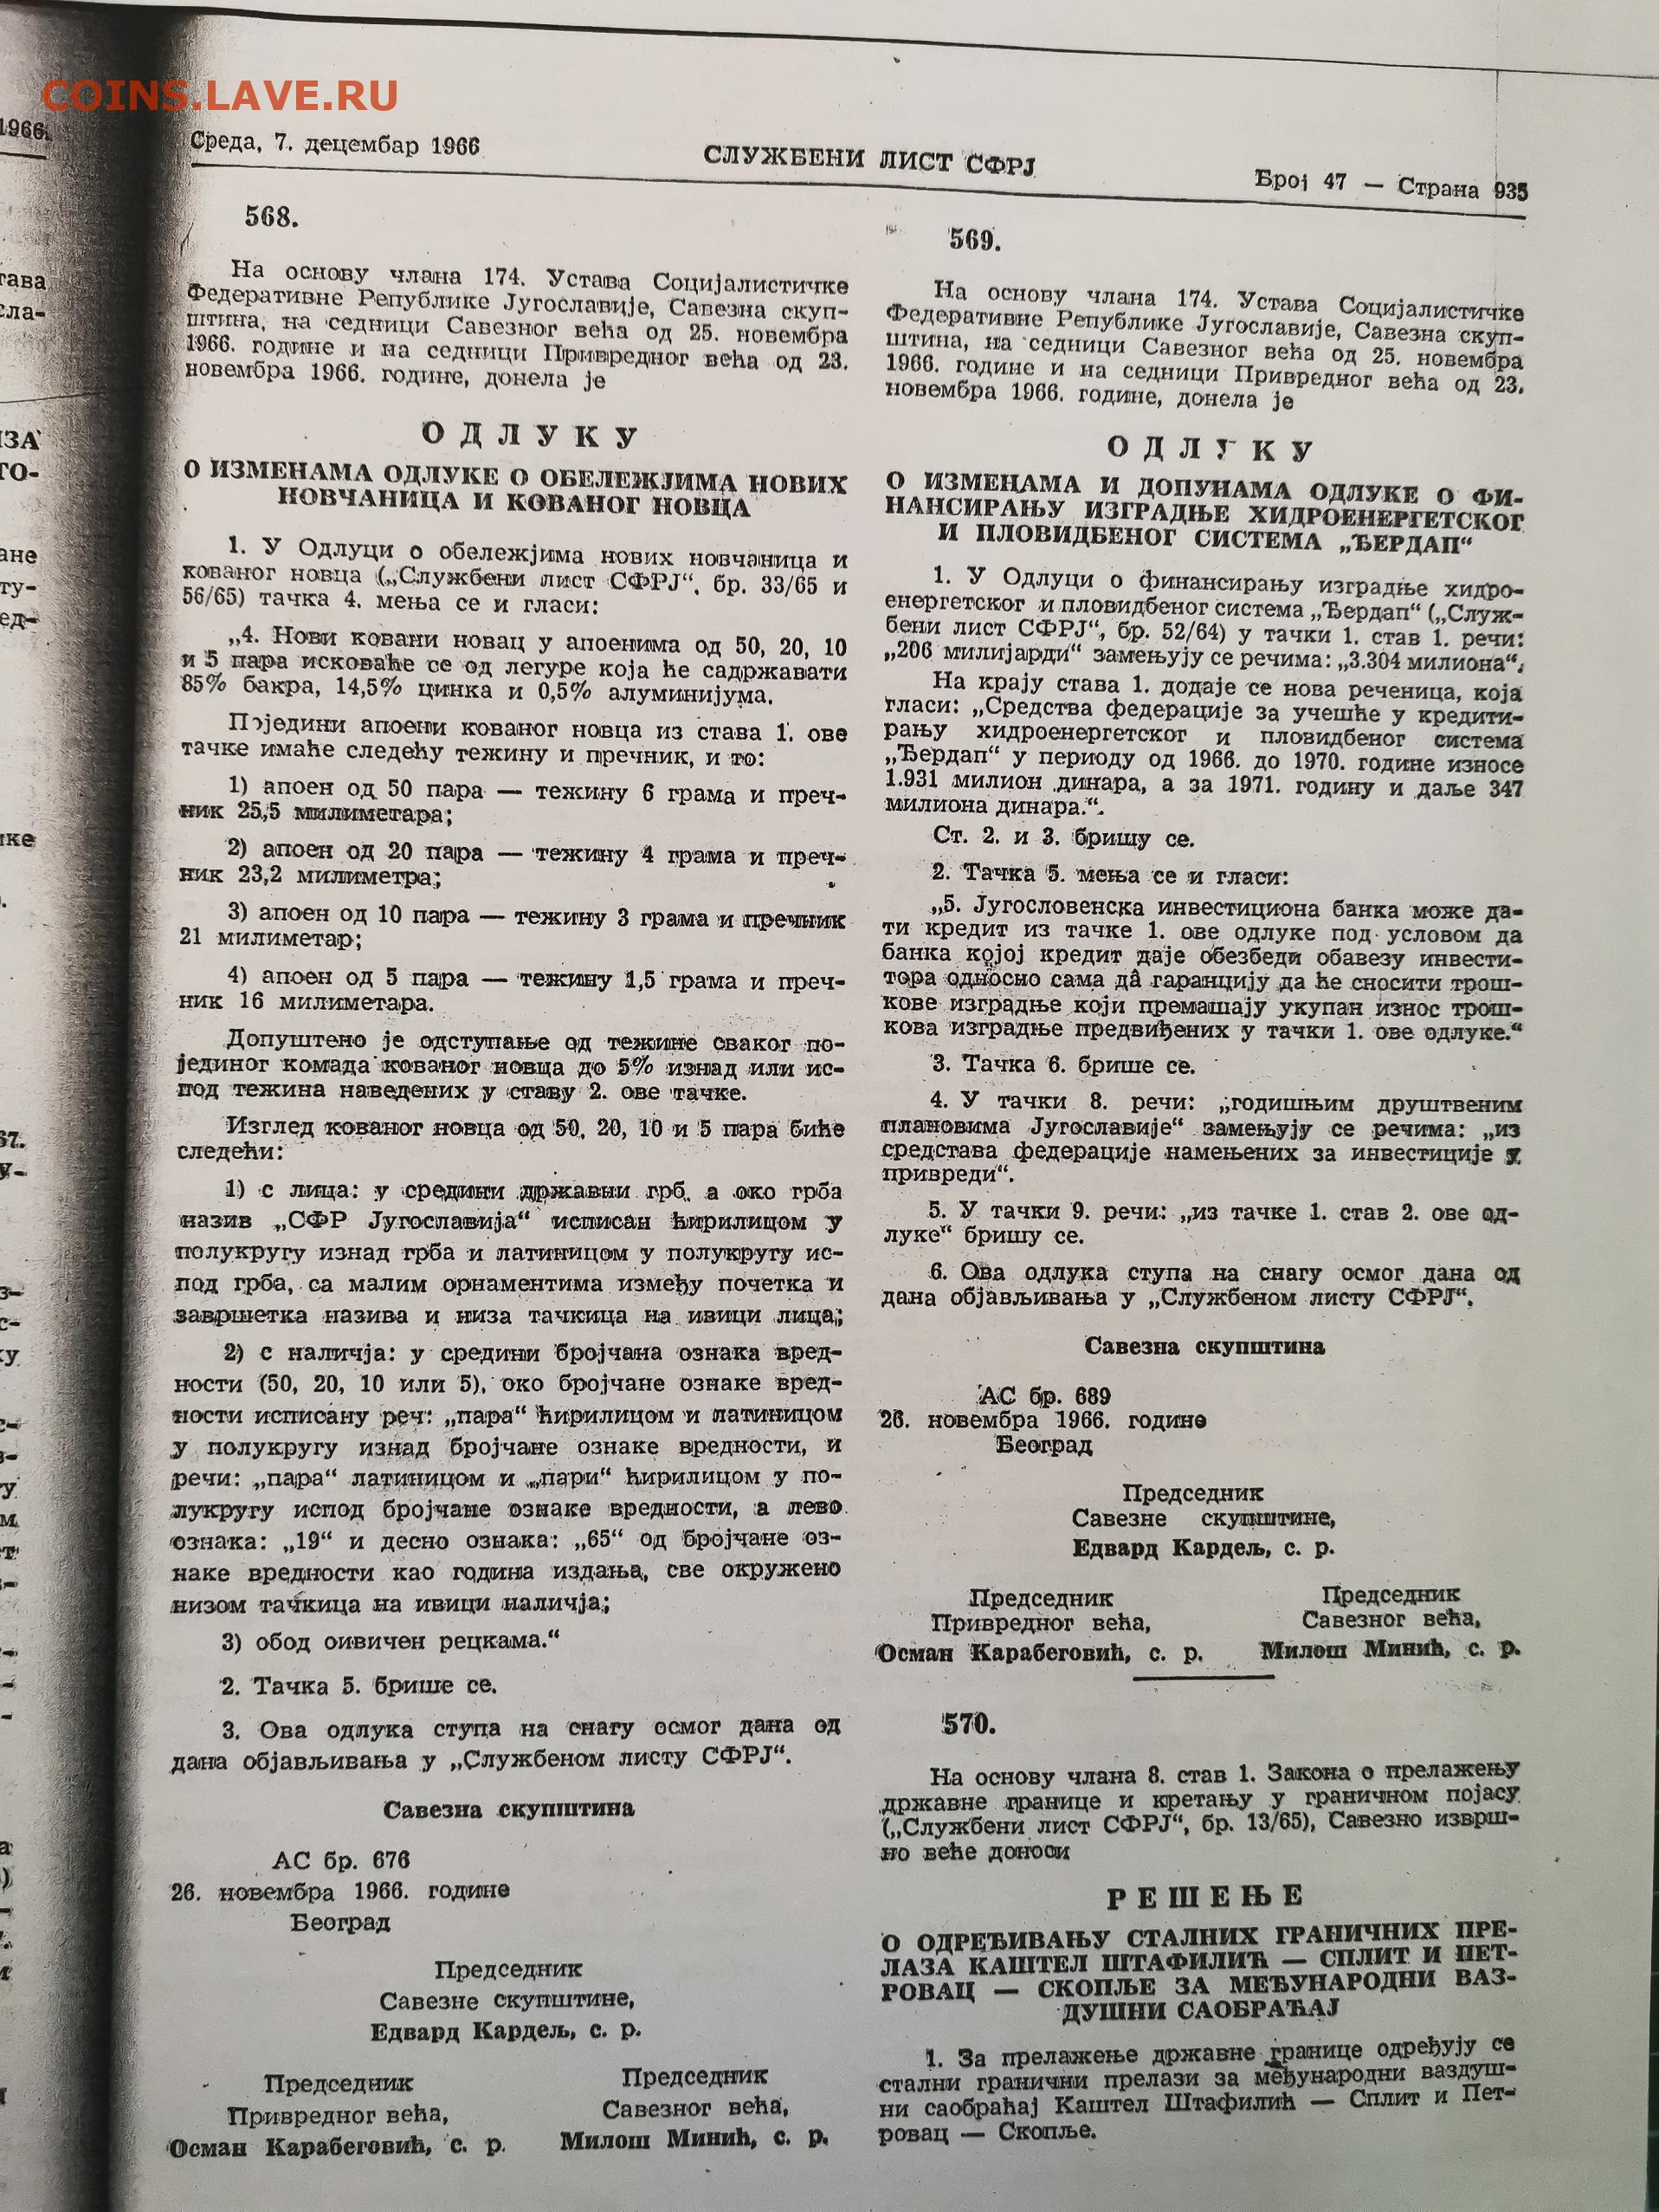 COINS.LAVE.RU
1966.
Среда, 7. децембар 1966
СЛУЖБЕНИ ЛИСТ СФРЈ
Број 47 — Страна 935
568.
На основу члана 174. Устава Социјалистичке
Федеративне Републике Југославије, Савезна скуп-
штина, на седници Савезног већа од 25. новембра
1966. године и на седници Привредног већа од 23.
новембра 1966. године, донела је
ОДЛУКУ
О ИЗМЕНАМА ОДЛУКЕ О ОБЕЛЕЖЈИМА НОВИХ
НОВЧАНИЦА И КОВАНОГ НОВЦА
1. У Одлуци о обележјима нових новчаница и
кованог новца („Службени лист СФРЈ“, бр. 33/65 и
56/65) тачка 4. мења се и гласи:
„4. Нови ковани новац у апоенима од 50, 20, 10
и 5 пара исковаће се од легуре која ће садржавати
85% бакра, 14,5% цинка и 0,5% алуминијума.
Поједини апоени кованог новца из става 1. ове
тачке имаће следећу тежину и пречник, и то:
1) апоен од 50 пара — тежину 6 грама и преч-
ник 25,5 милиметара;
2) апоен од 20 пара — тежину 4 грама и преч-
ник 23,2 милиметра;
3) апоен од 10 пара — тежину 3 грама и пречник
21 милиметар;
4) апоен од 5 пара — тежину 1,5 грама и преч-
ник 16 милиметара.
Допуштено је одступање од тежине сваког по-
јединог комада кованог новца до 5% изнад или ис-
под тежина наведених у ставу 2. ове тачке.
Изглед кованог новца од 50, 20, 10 и 5 пара биће
следећи:
1) с лица: у средини државни грб, а око грба
назив „СФР Југославија“ исписан ћирилицом у
полукругу изнад грба и латиницом у полукругу ис-
под грба, са малим орнаментима између почетка и
завршетка назива и низа тачкица на ивици лица;
2) с наличја: у средини бројчана ознака вред-
ности (50, 20, 10 или 5), око бројчане ознаке вред-
ности исписану реч: „пара“ ћирилицом и латиницом
у полукругу изнад бројчане ознаке вредности, и
речи: „пара“ латиницом и „пари“ ћирилицом у по-
лукругу испод бројчане ознаке вредности, а лево
ознака: „19“ и десно ознака: „65“ од бројчане оз-
наке вредности као година издања, све окружено
низом тачкица на ивици наличја;
3) обод оивичен рецкама.“
2. Тачка 5. брише се.
3. Ова одлука ступа на снагу осмог дана од
дана објављивања у „Службеном листу СФРЈ“.
Савезна скупштина
АС бр. 676
26. новембра 1966. године
Београд
Председник
Савезне скупштине,
Едвард Кардељ, с. р.
Председник
Привредног већа,
Осман Карабеговић, с. р.
Председник
Савезног већа,
Милош Минић, с. р.
569.
На основу члана 174. Устава Социјалистичке
Федеративне Републике Југославије, Савезна скуп-
штина, на седници Савезног већа од 25. новембра
1966. године и на седници Привредног већа од 23.
новембра 1966. године, донела је
ОДЛУКУ
О ИЗМЕНАМА И ДОПУНАМА ОДЛУКЕ О ФИ-
НАНСИРАЊУ ИЗГРАДЊЕ ХИДРОЕНЕРГЕТСКОГ
И ПЛОВИДБЕНОГ СИСТЕМА „ЂЕРДАП“
1. У Одлуци о финансирању изградње хидро-
енергетског и пловидбеног система „Ђердап“ („Служ-
бени лист СФРЈ“, бр. 52/64) у тачки 1. став 1. речи:
„206 милијарди“ замењују се речима: „3.304 милиона“.
На крају става 1. додаје се нова реченица, која
гласи: „Средства федерације за учешће у кредити-
рању хидроенергетског и пловидбеног система
„Ђердап“ у периоду од 1966. до 1970. године износе
1.931 милион динара, а за 1971. годину и даље 347
милиона динара.“.
Ст. 2. и 3. бришу се.
2. Тачка 5. мења се и гласи:
„5. Југословенска инвестициона банка може да-
ти кредит из тачке 1. ове одлуке под условом да
банка којој кредит даје обезбеди обавезу инвести-
тора односно сама дâ гаранцију да ће сносити трош-
кове изградње који премашају укупан износ трош-
кова изградње предвиђених у тачки 1. ове одлуке.“
3. Тачка 6. брише се.
4. У тачки 8. речи: „годишњим друштвеним
плановима Југославије“ замењују се речима: „из
средстава федерације намењених за инвестиције у
привреди“.
5. У тачки 9. речи: „из тачке 1. став 2. ове од-
луке“ бришу се.
6. Ова одлука ступа на снагу осмог дана од
дана објављивања у „Службеном листу СФРЈ“.
Савезна скупштина
АС бр. 689
26. новембра 1966. године
Београд
Председник
Савезне скупштине,
Едвард Кардељ, с. р.
Председник
Привредног већа,
Осман Карабеговић, с. р.
Председник
Савезног већа,
Милош Минић, с. р.
570.
На основу члана 8. став 1. Закона о прелажењу
државне границе и кретању у граничном појасу
(„Службени лист СФРЈ“, бр. 13/65), Савезно изврш-
но веће доноси
РЕШЕЊЕ
О ОДРЕЂИВАЊУ СТАЛНИХ ГРАНИЧНИХ ПРЕ-
ЛАЗА КАШТЕЛ ШТАФИЛИЋ — СПЛИТ И ПЕТ-
РОВАЦ — СКОПЉЕ ЗА МЕЂУНАРОДНИ ВАЗ-
ДУШНИ САОБРАЋАЈ
1. За прелажење државне границе одређују се
стални гранични прелази за међународни ваздуш-
ни саобраћај Каштел Штафилић — Сплит и Пет-
ровац — Скопље.